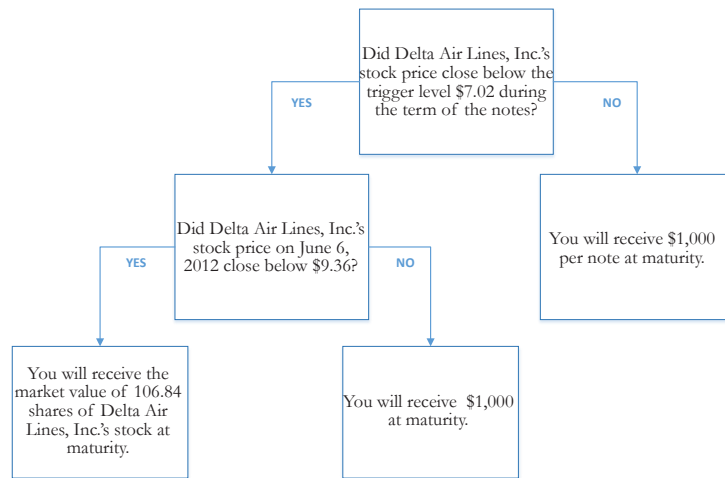 Did Delta Air Lines, Inc.'s
stock price close below the
trigger level $7.02 during
the term of the notes?
YES
NO
Did Delta Air Lines, Inc.'s
stock price on June 6,
2012 close below $9.36?
You will receive $1,000
per note at maturity.
YES
NO
You will receive the
market value of 106.84
shares of Delta Air
Lines, Inc.'s stock at
maturity.
You will receive $1,000
at maturity.